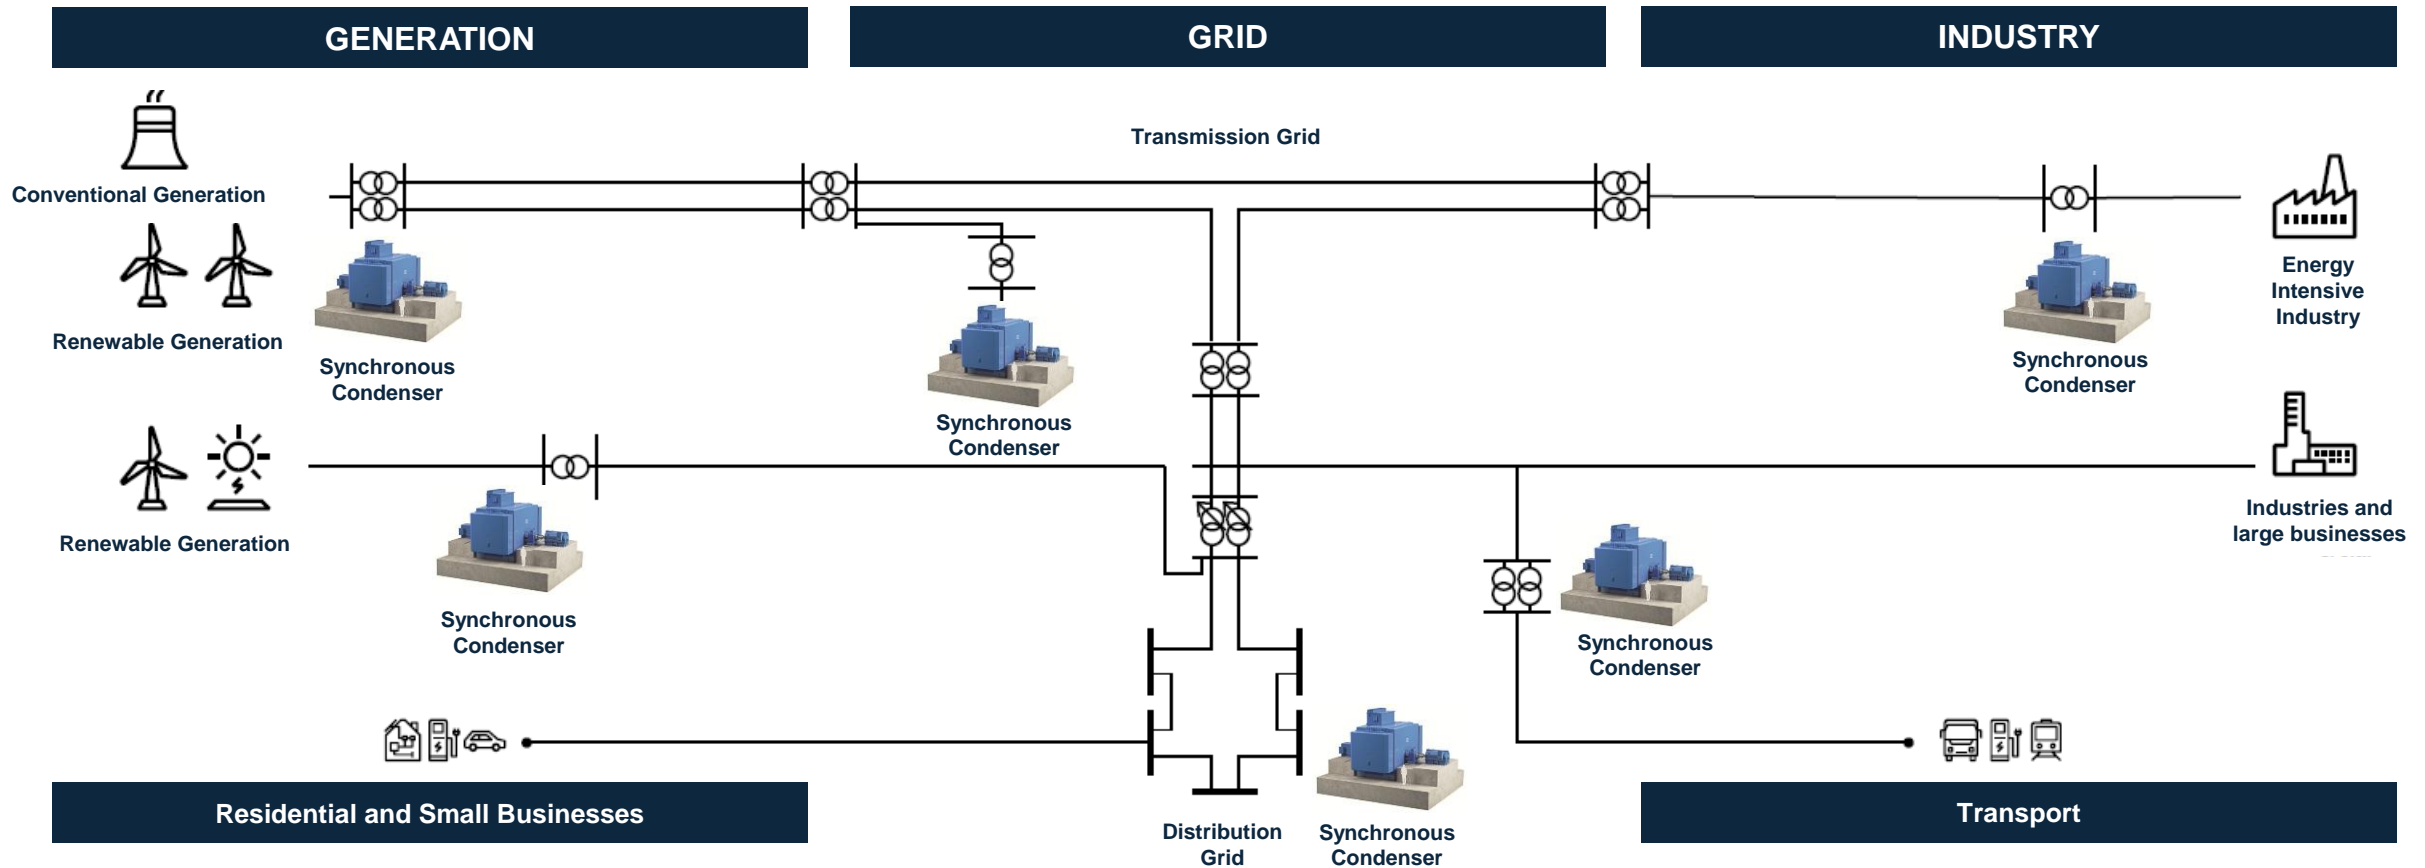 GENERATION
GRID
INDUSTRY
Transmission Grid
Conventional Generation
Renewable Generation
Synchronous
Condenser
Synchronous
Condenser
Energy
Intensive
Industry
Synchronous
Condenser
Renewable Generation
Synchronous
Condenser
Industries and
large businesses
Synchronous
Condenser
Residential and Small Businesses
Distribution
Grid
Synchronous
Condenser
Transport